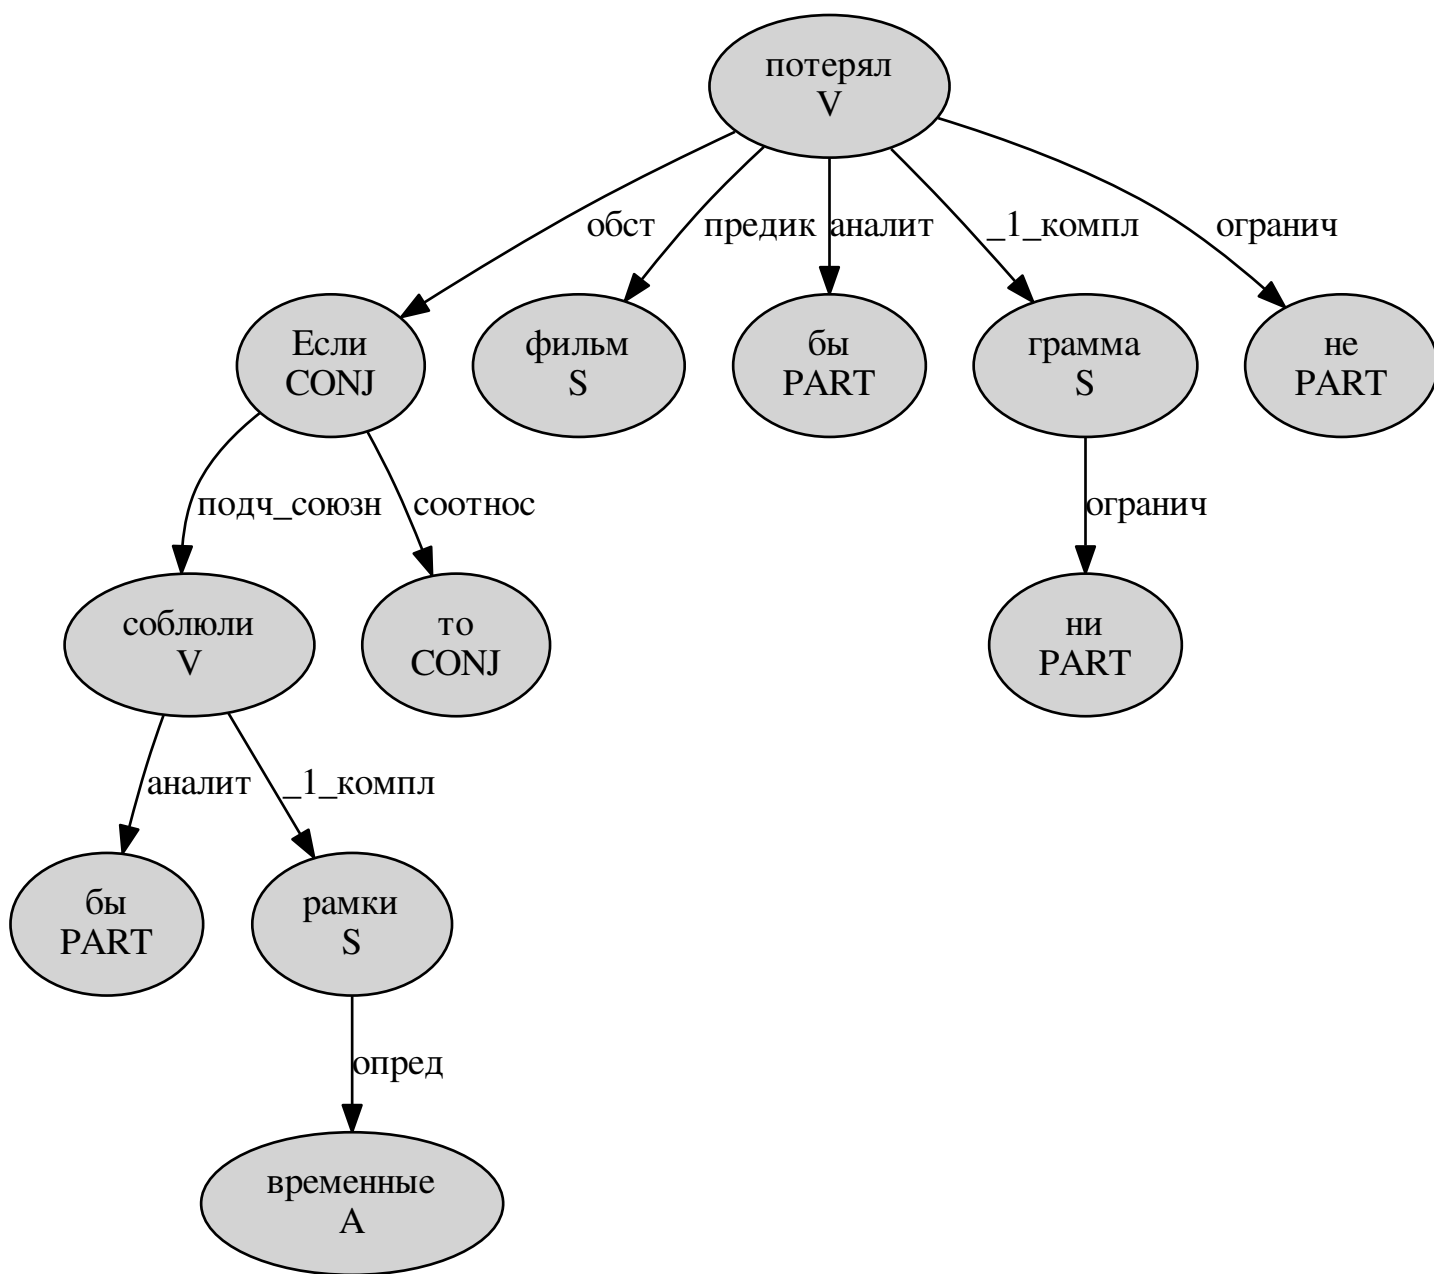 потерял
V
обст
предик
аналит
_1_компл
огранич
Если
CONJ
фильм
S
бы
PART
грамма
S
не
PART
подч_союзн
соотнос
огранич
соблюли
V
то
CONJ
ни
PART
аналит
_1_компл
бы
PART
рамки
S
опред
временные
A